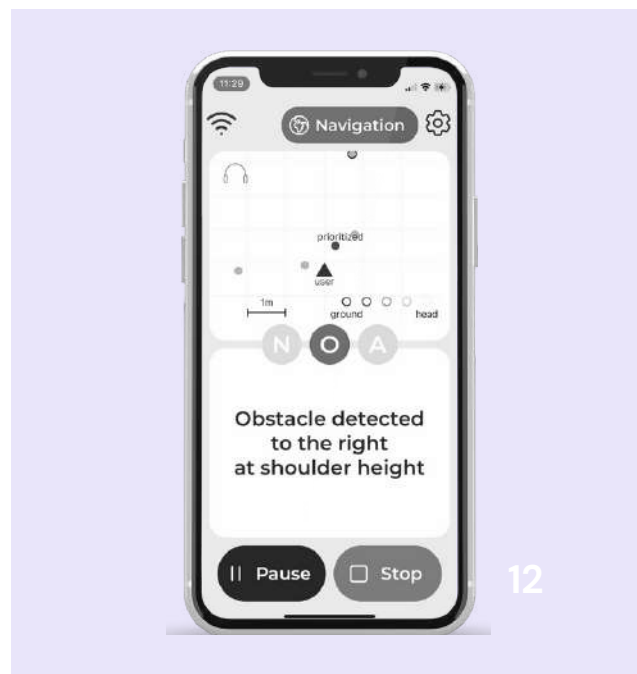 11:29
Navigation
prioritized
user
1m
ground
head
N O A
Obstacle detected
to the right
at shoulder height
Pause
Stop
12